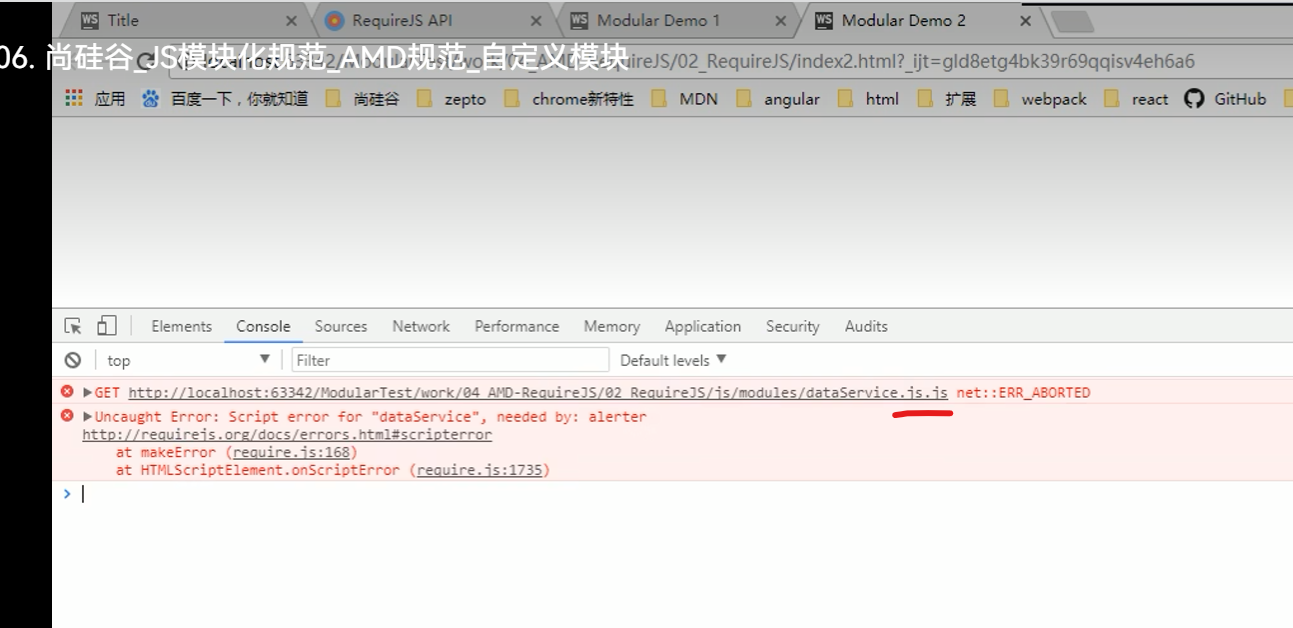 Title
RequireJS API
Modular Demo 1
Modular Demo 2
06. 尚硅谷_JS模块化规范_AMD规范_自定义模块
ireJS/02_RequireJS/index2.html?_ijt=gld8etg4bk39r69qqisv4eh6a6
应用 百度一下，你就知道 尚硅谷 zepto chrome新特性 MDN angular html 扩展 webpack react GitHub
Elements Console Sources Network Performance Memory Application Security Audits
top Filter Default levels
GET http://localhost:63342/ModularTest/work/04_AMD-RequireJS/02_RequireJS/js/modules/dataService.js.js net::ERR_ABORTED
Uncaught Error: Script error for "dataService", needed by: alerter
http://requirejs.org/docs/errors.html#scripterror
at makeError (require.js:168)
at HTMLScriptElement.onScriptError (require.js:1735)